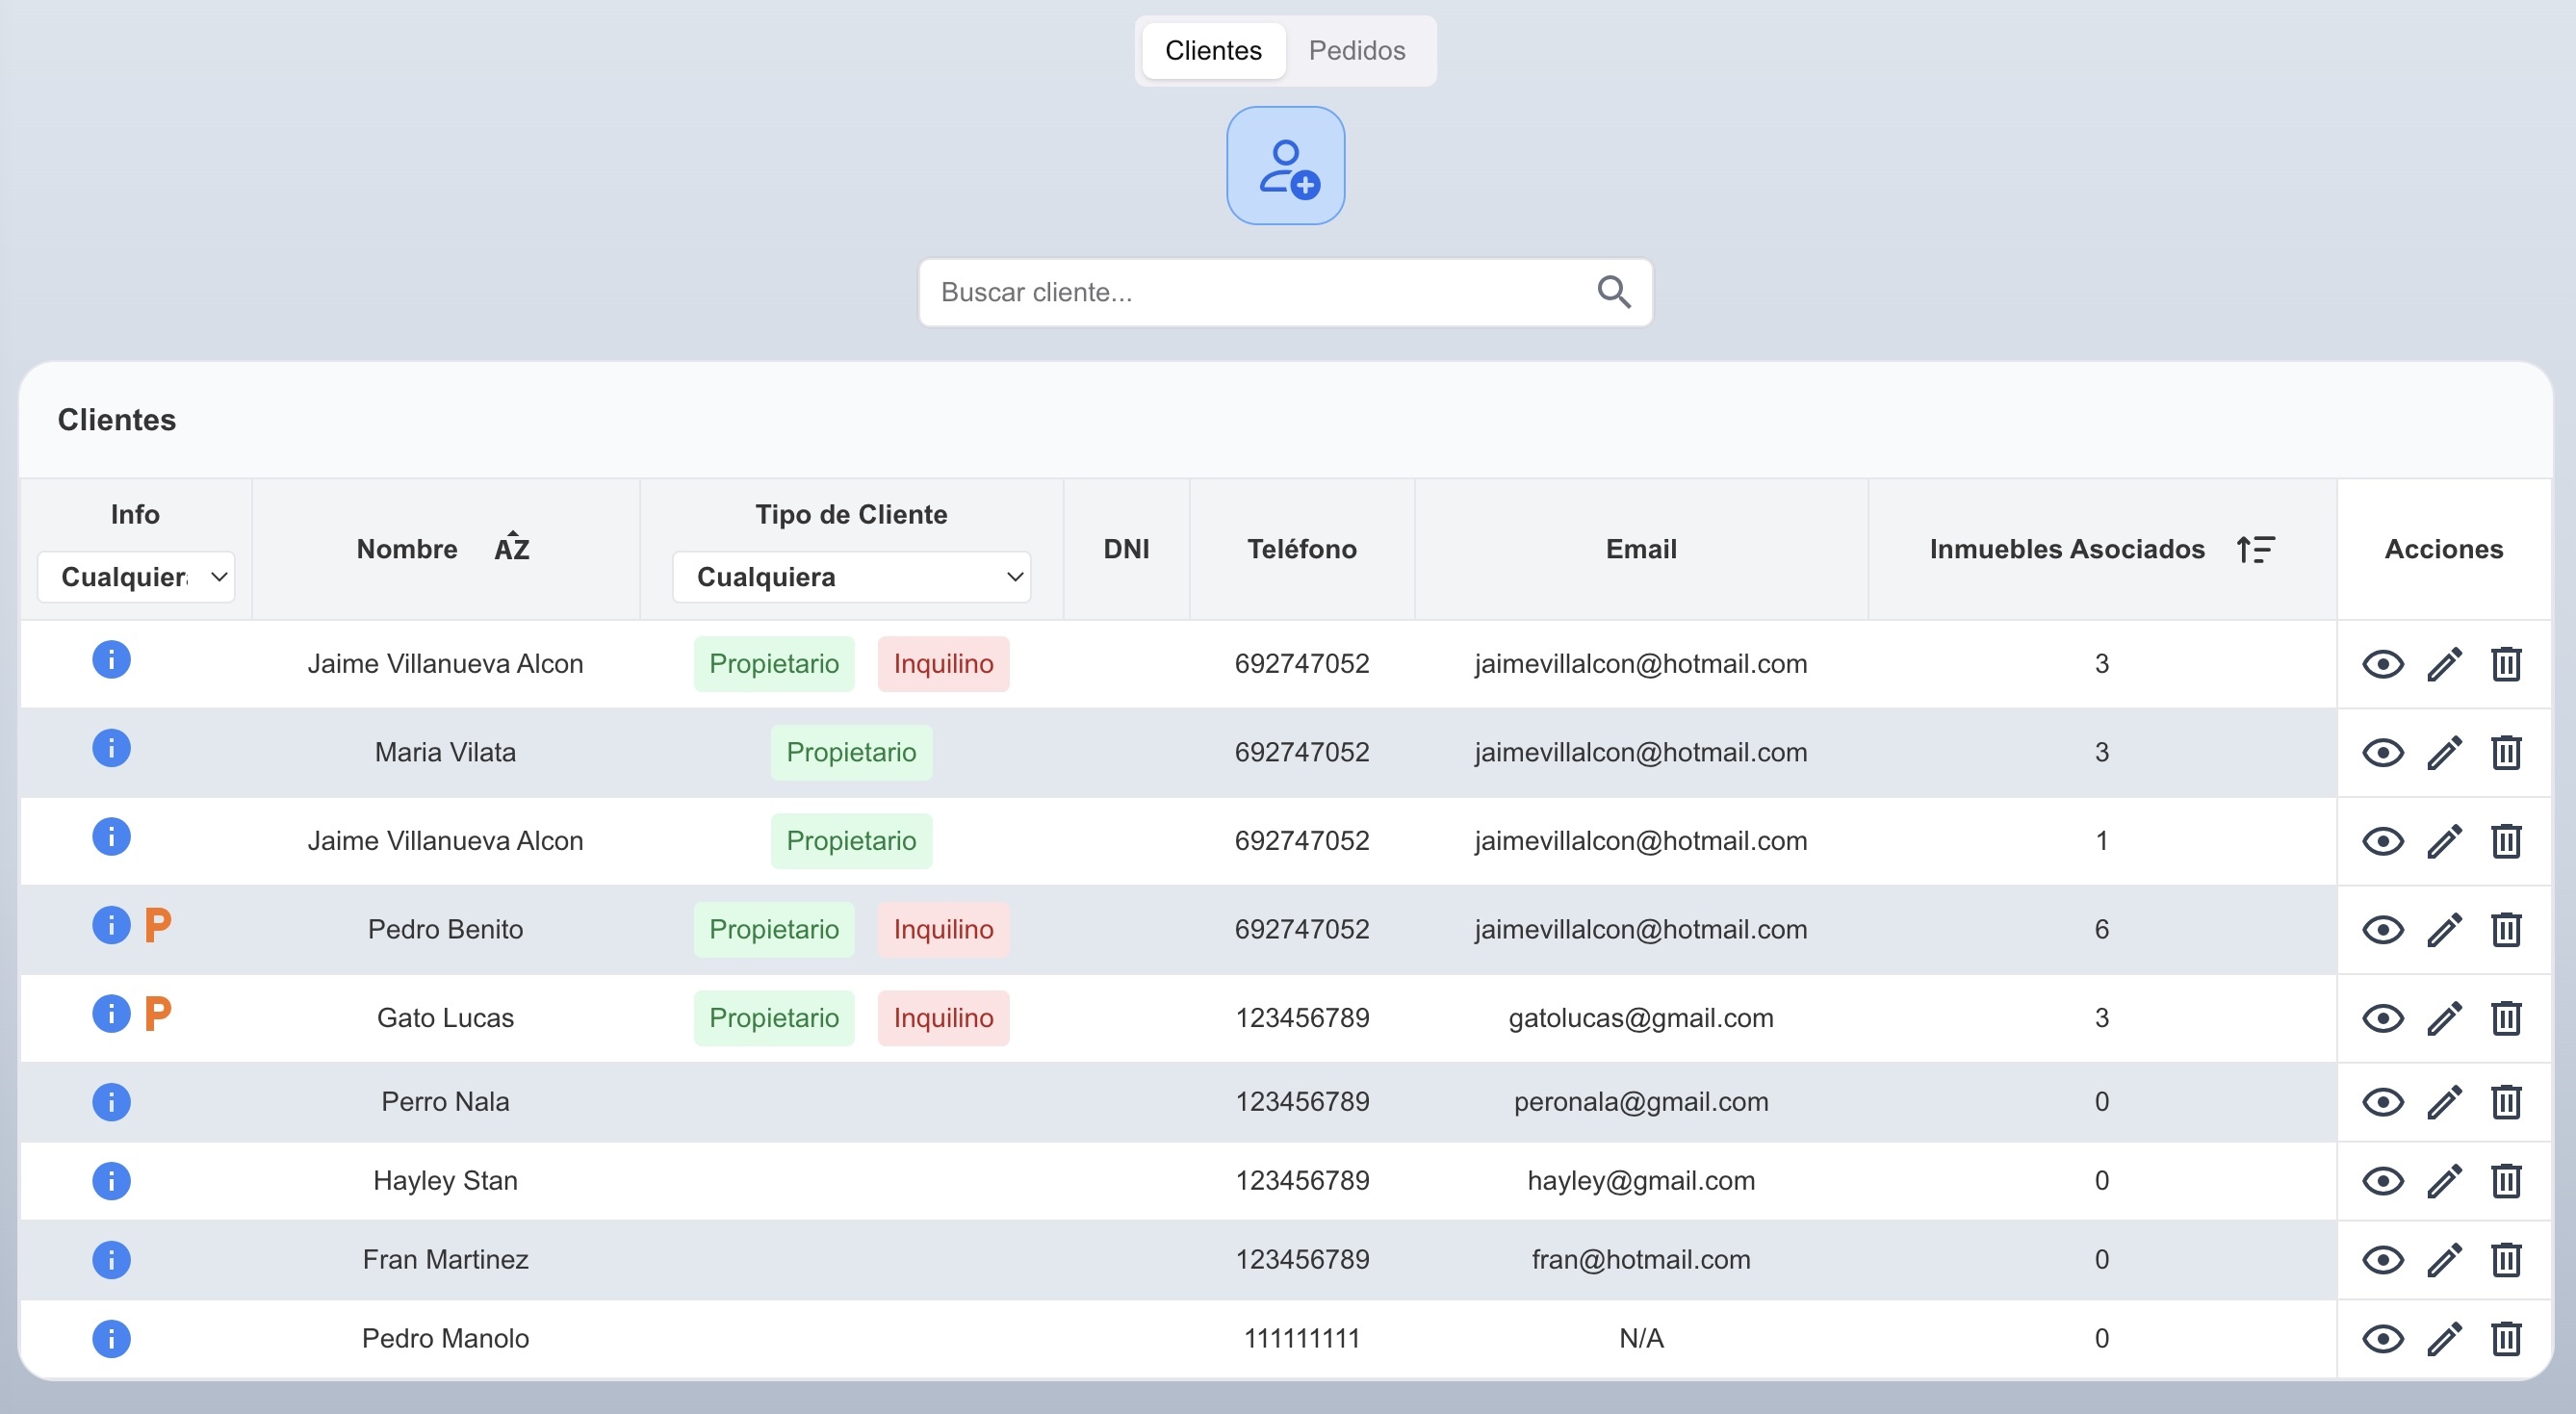 Clientes Pedidos
Buscar cliente...
Clientes
Info Nombre AZ Tipo de Cliente DNI Teléfono Email Inmuebles Asociados Acciones
Cualquiera Cualquiera
Jaime Villanueva Alcon Propietario Inquilino 692747052 jaimevillalcon@hotmail.com 3
Maria Vilata Propietario 692747052 jaimevillalcon@hotmail.com 3
Jaime Villanueva Alcon Propietario 692747052 jaimevillalcon@hotmail.com 1
P Pedro Benito Propietario Inquilino 692747052 jaimevillalcon@hotmail.com 6
P Gato Lucas Propietario Inquilino 123456789 gatolucas@gmail.com 3
Perro Nala 123456789 peronala@gmail.com 0
Hayley Stan 123456789 hayley@gmail.com 0
Fran Martinez 123456789 fran@hotmail.com 0
Pedro Manolo 111111111 N/A 0